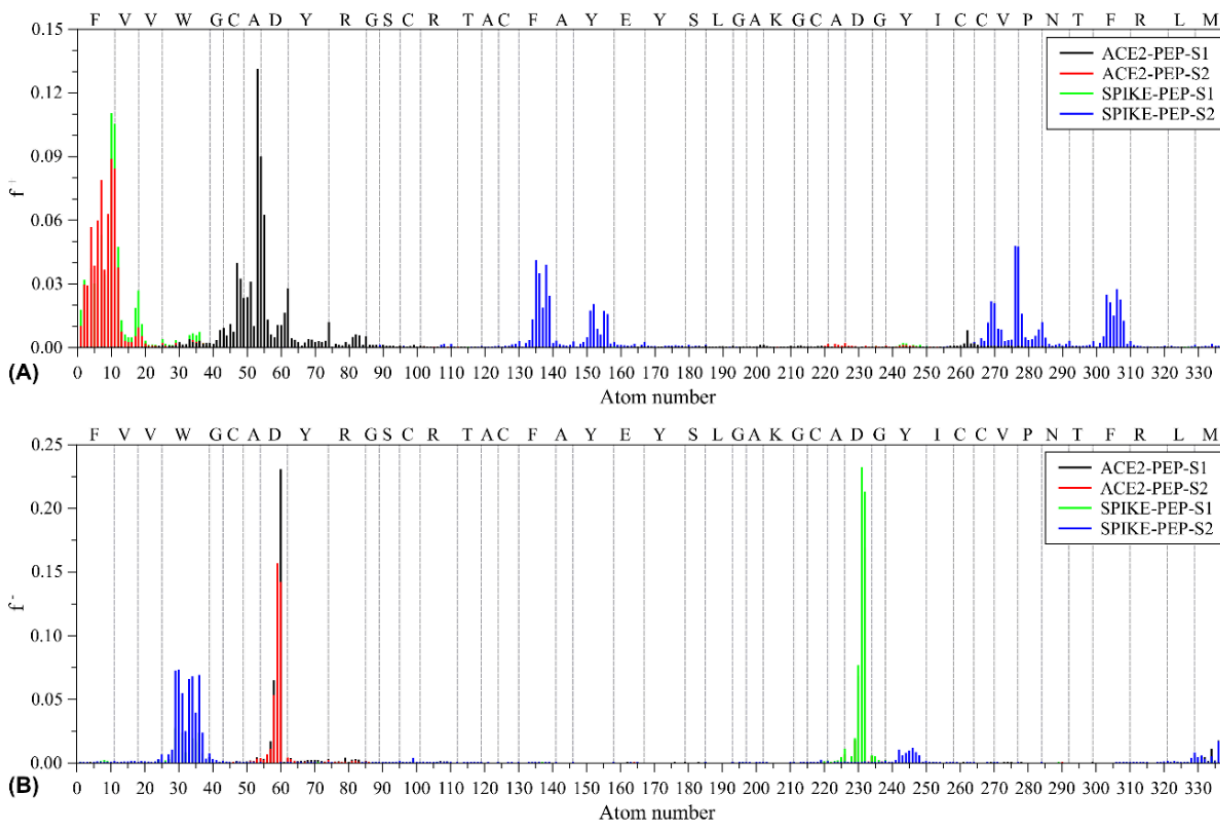 F V V W G C A D Y R G S C R T A C F A Y E Y S L G A K G C A D G Y I C C V P N T F R L M
0.15
0.12
0.09
0.06
0.03
0.00
f⁺
ACE2-PEP-S1
ACE2-PEP-S2
SPIKE-PEP-S1
SPIKE-PEP-S2
0 10 20 30 40 50 60 70 80 90 100 110 120 130 140 150 160 170 180 190 200 210 220 230 240 250 260 270 280 290 300 310 320 330
(A)
Atom number
F V V W G C A D Y R G S C R T A C F A Y E Y S L G A K G C A D G Y I C C V P N T F R L M
0.25
0.20
0.15
0.10
0.05
0.00
f⁻
ACE2-PEP-S1
ACE2-PEP-S2
SPIKE-PEP-S1
SPIKE-PEP-S2
0 10 20 30 40 50 60 70 80 90 100 110 120 130 140 150 160 170 180 190 200 210 220 230 240 250 260 270 280 290 300 310 320 330
(B)
Atom number